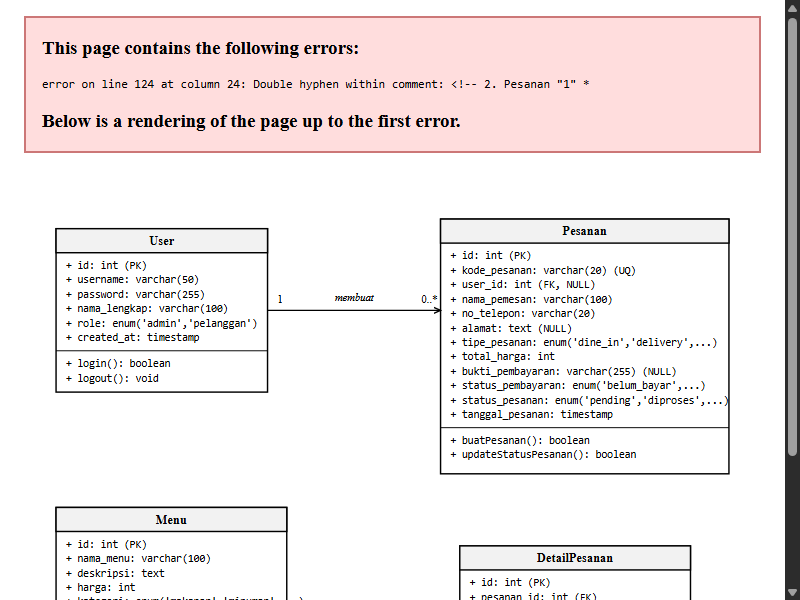 This page contains the following errors:
error on line 124 at column 24: Double hyphen within comment: <!-- 2. Pesanan "1" *
Below is a rendering of the page up to the first error.
User
+ id: int (PK)
+ username: varchar(50)
+ password: varchar(255)
+ nama_lengkap: varchar(100)
+ role: enum('admin','pelanggan')
+ created_at: timestamp
+ login(): boolean
+ logout(): void
1
membuat
0..*
Pesanan
+ id: int (PK)
+ kode_pesanan: varchar(20) (UQ)
+ user_id: int (FK, NULL)
+ nama_pemesan: varchar(100)
+ no_telepon: varchar(20)
+ alamat: text (NULL)
+ tipe_pesanan: enum('dine_in','delivery',...)
+ total_harga: int
+ bukti_pembayaran: varchar(255) (NULL)
+ status_pembayaran: enum('belum_bayar',...)
+ status_pesanan: enum('pending','diproses',...)
+ tanggal_pesanan: timestamp
+ buatPesanan(): boolean
+ updateStatusPesanan(): boolean
Menu
+ id: int (PK)
+ nama_menu: varchar(100)
+ deskripsi: text
+ harga: int
DetailPesanan
+ id: int (PK)
+ pesanan_id: int (FK)